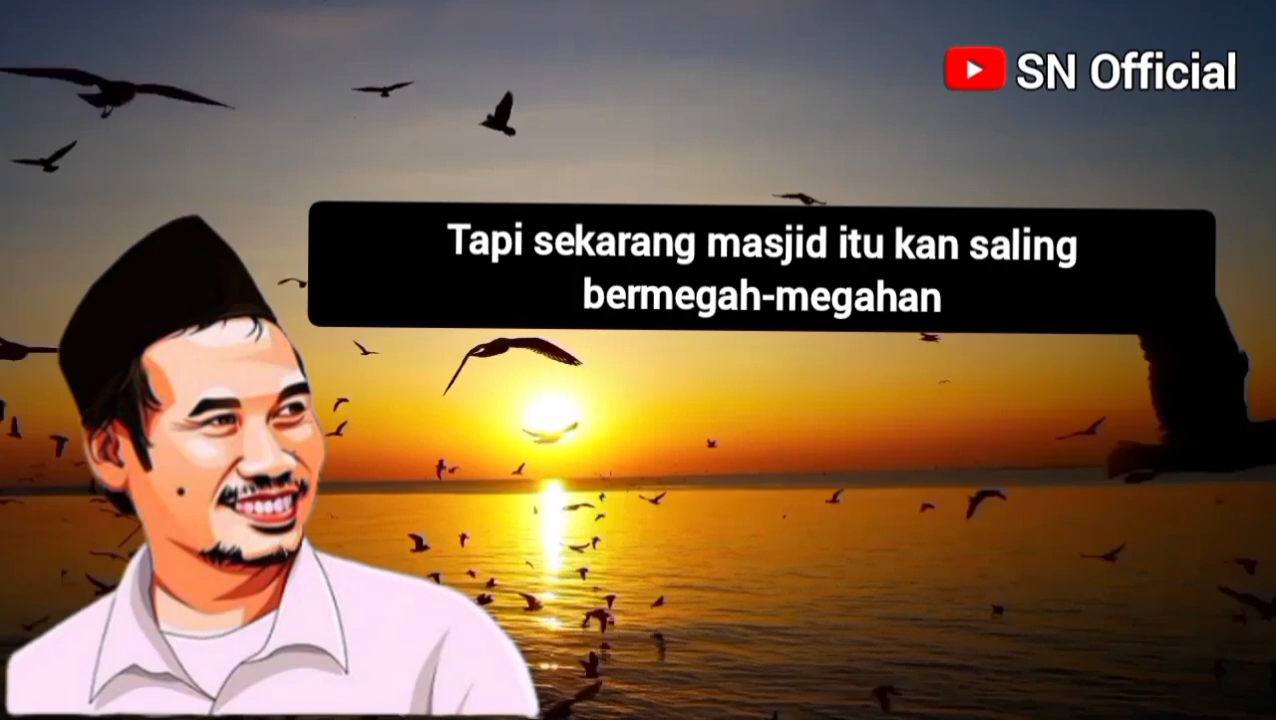 SN Official
Tapi sekarang masjid itu kan saling
bermegah-megahan